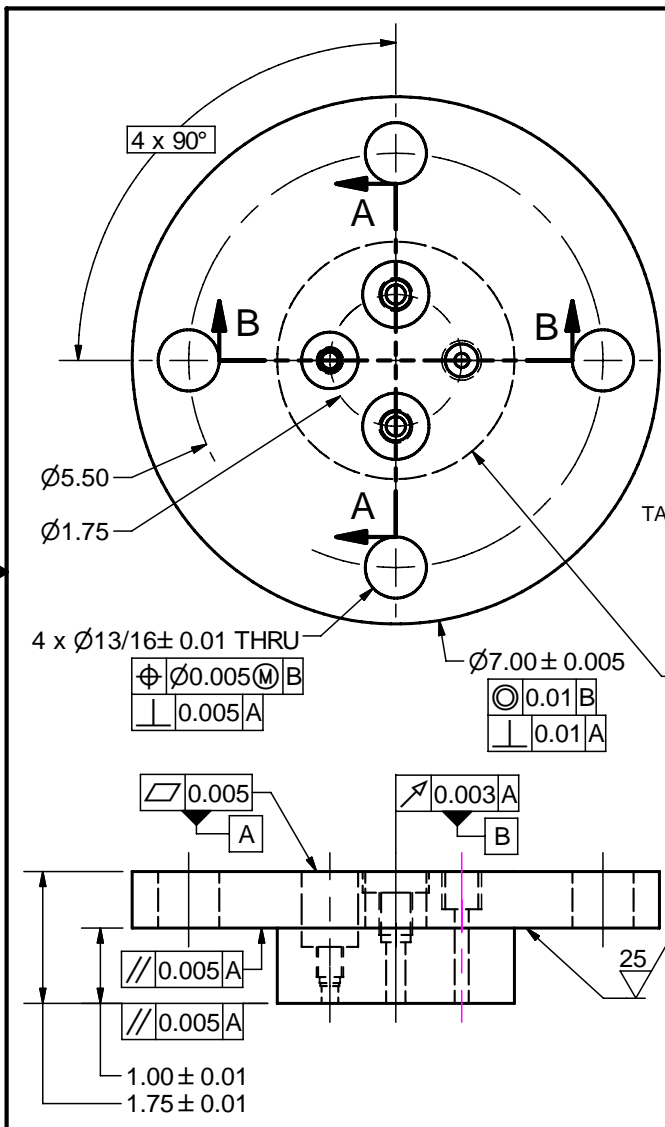 4 x 90°
A
B
B
A
Ø5.50
Ø1.75
TA
4 x Ø13/16± 0.01 THRU
⌖ Ø0.005Ⓜ B
⊥ 0.005 A
Ø7.00 ± 0.005
◎ 0.01 B
⊥ 0.01 A
⏥ 0.005
A
↗ 0.003 A
B
// 0.005 A
// 0.005 A
25
1.00 ± 0.01
1.75 ± 0.01